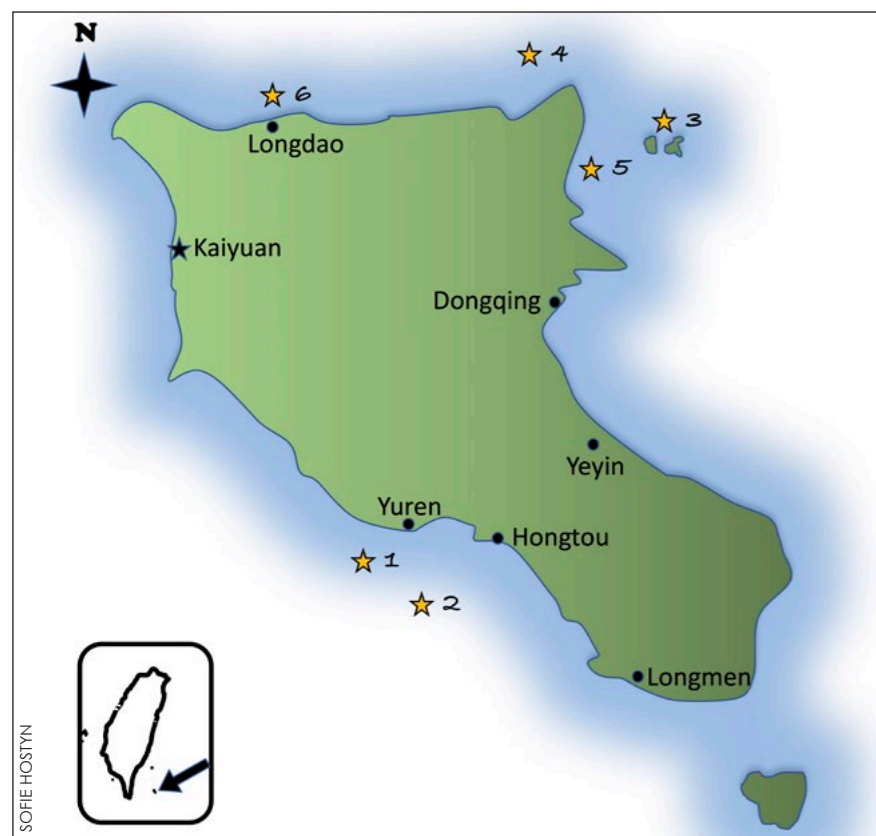 N
4
6
3
Longdao
5
Kaiyuan
Dongqing
Yeyin
Yuren
Hongtou
1
2
Longmen
SOFIE HOSTYN